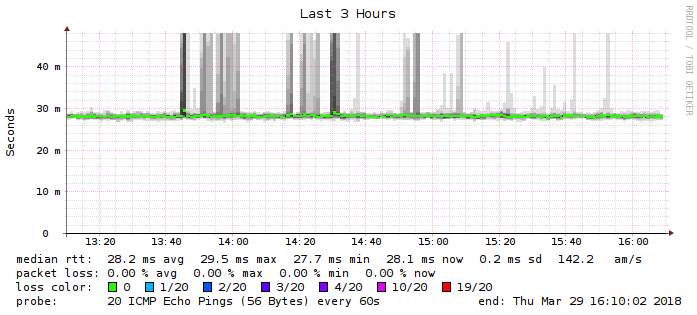 Last 3 Hours
RRDTOOL / TOBI OETIKER
Seconds
40 m
30 m
20 m
10 m
0
13:20 13:40 14:00 14:20 14:40 15:00 15:20 15:40 16:00
median rtt: 28.2 ms avg 29.5 ms max 27.7 ms min 28.1 ms now 0.2 ms sd 142.2 am/s
packet loss: 0.00 % avg 0.00 % max 0.00 % min 0.00 % now
loss color: 0 1/20 2/20 3/20 4/20 10/20 19/20
probe: 20 ICMP Echo Pings (56 Bytes) every 60s end: Thu Mar 29 16:10:02 2018